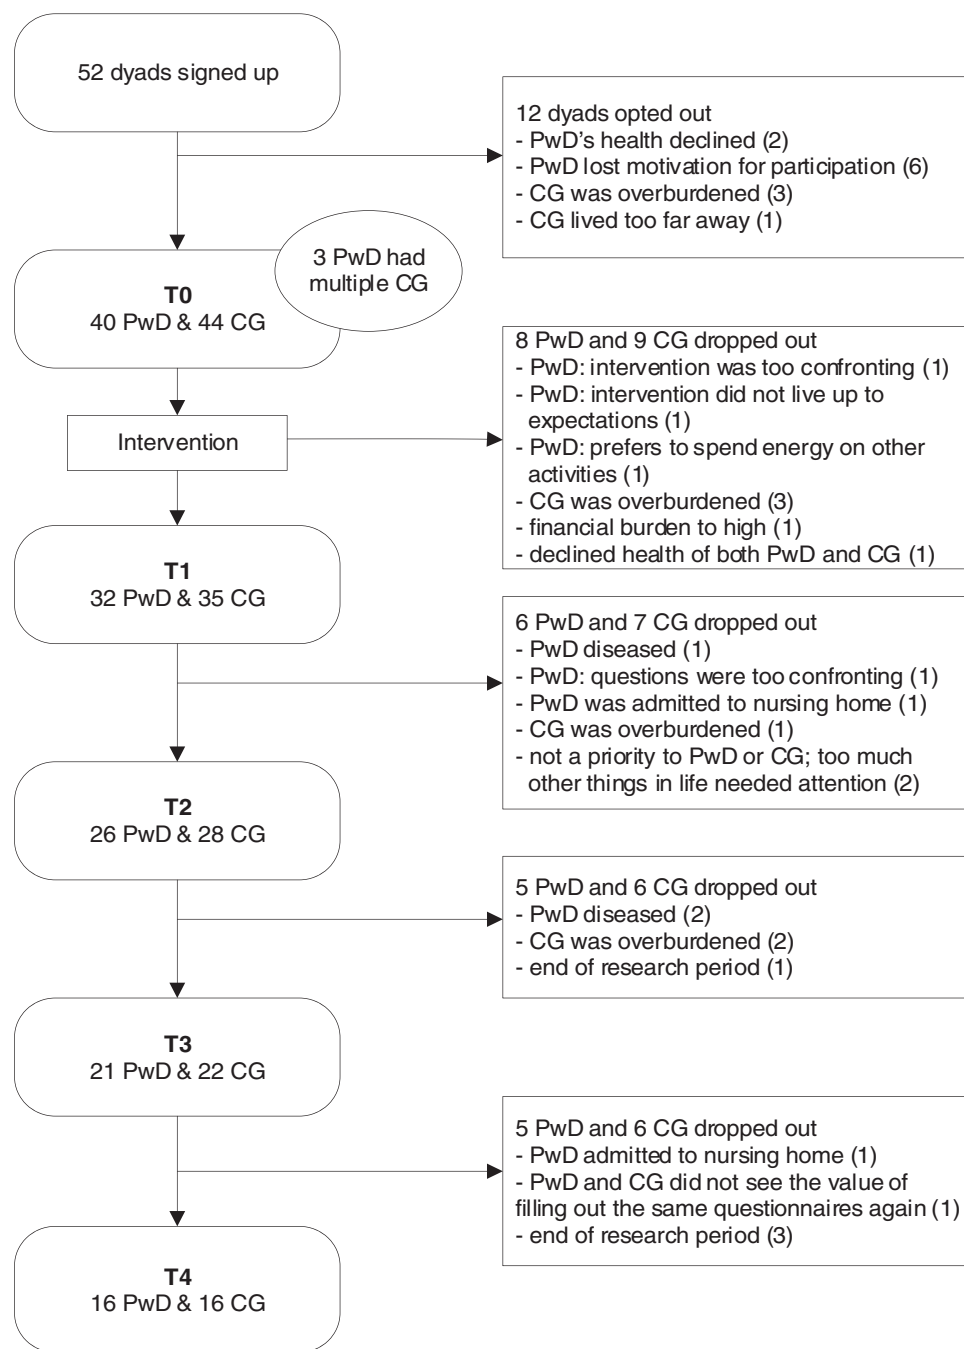 52 dyads signed up
12 dyads opted out
- PwD's health declined (2)
- PwD lost motivation for participation (6)
- CG was overburdened (3)
- CG lived too far away (1)
3 PwD had
multiple CG
T0
40 PwD & 44 CG
8 PwD and 9 CG dropped out
- PwD: intervention was too confronting (1)
- PwD: intervention did not live up to
expectations (1)
- PwD: prefers to spend energy on other
activities (1)
- CG was overburdened (3)
- financial burden to high (1)
- declined health of both PwD and CG (1)
Intervention
T1
32 PwD & 35 CG
6 PwD and 7 CG dropped out
- PwD diseased (1)
- PwD: questions were too confronting (1)
- PwD was admitted to nursing home (1)
- CG was overburdened (1)
- not a priority to PwD or CG; too much
other things in life needed attention (2)
T2
26 PwD & 28 CG
5 PwD and 6 CG dropped out
- PwD diseased (2)
- CG was overburdened (2)
- end of research period (1)
T3
21 PwD & 22 CG
5 PwD and 6 CG dropped out
- PwD admitted to nursing home (1)
- PwD and CG did not see the value of
filling out the same questionnaires again (1)
- end of research period (3)
T4
16 PwD & 16 CG